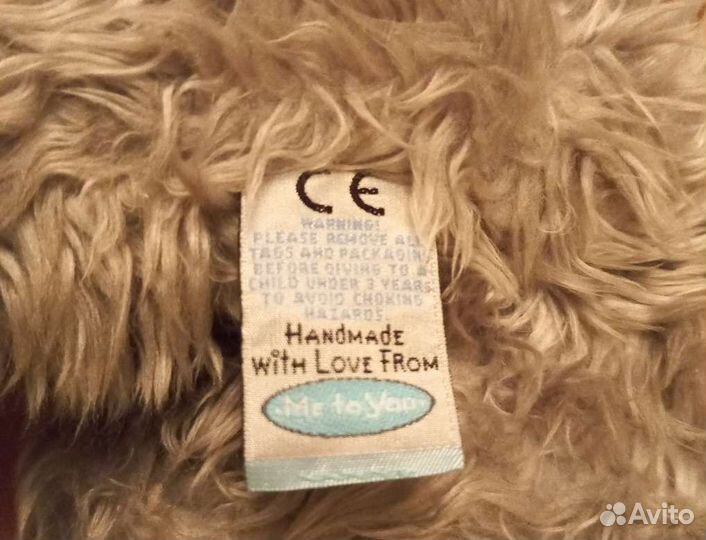 CE
WARNING!
PLEASE REMOVE ALL
TAGS AND PACKAGING
BEFORE GIVING TO A
CHILD UNDER 3 YEARS
TO AVOID CHOKING
HAZARDS.
HANDMADE
WITH LOVE FROM
Me to You
Avito